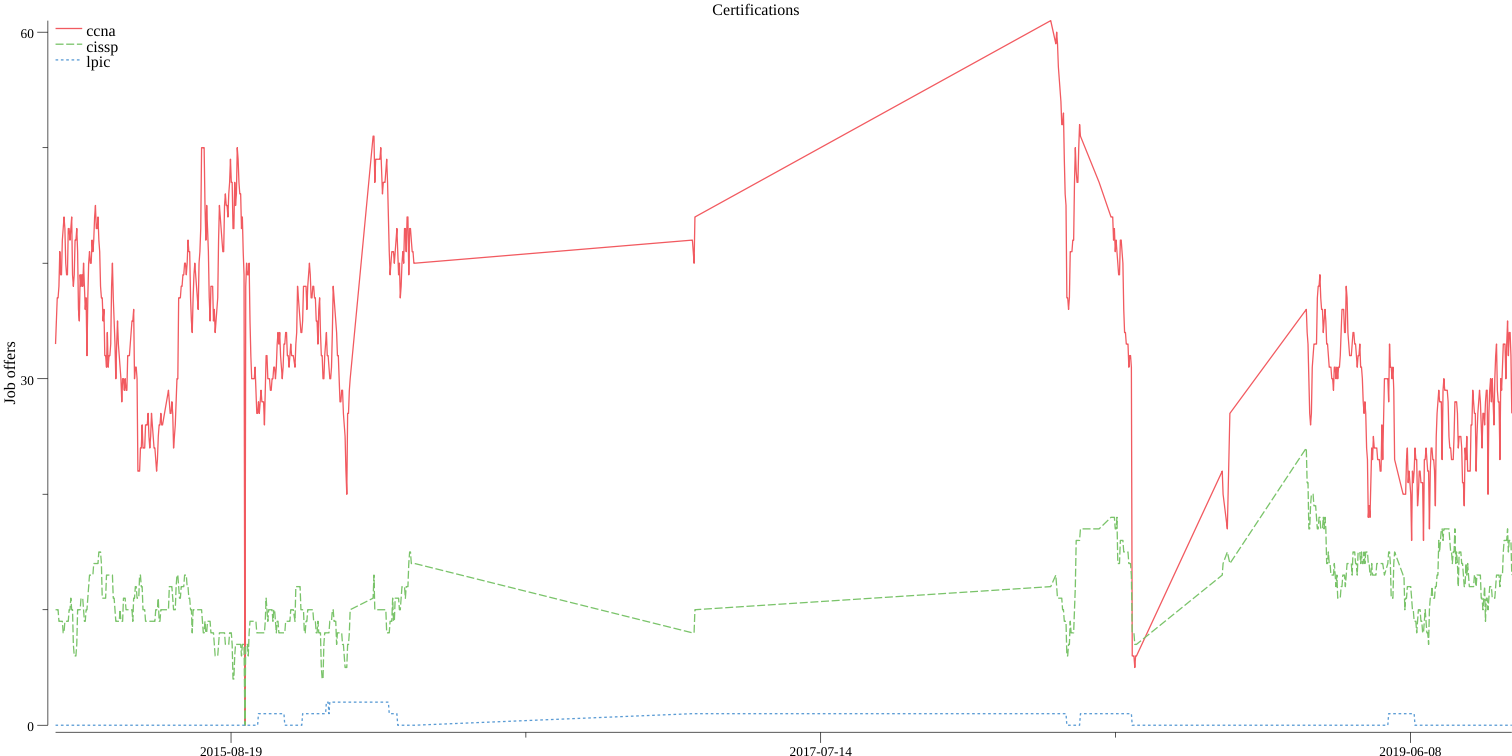 Certifications
60
ccna
cissp
lpic
Job offers
30
0
2015-08-19
2017-07-14
2019-06-08